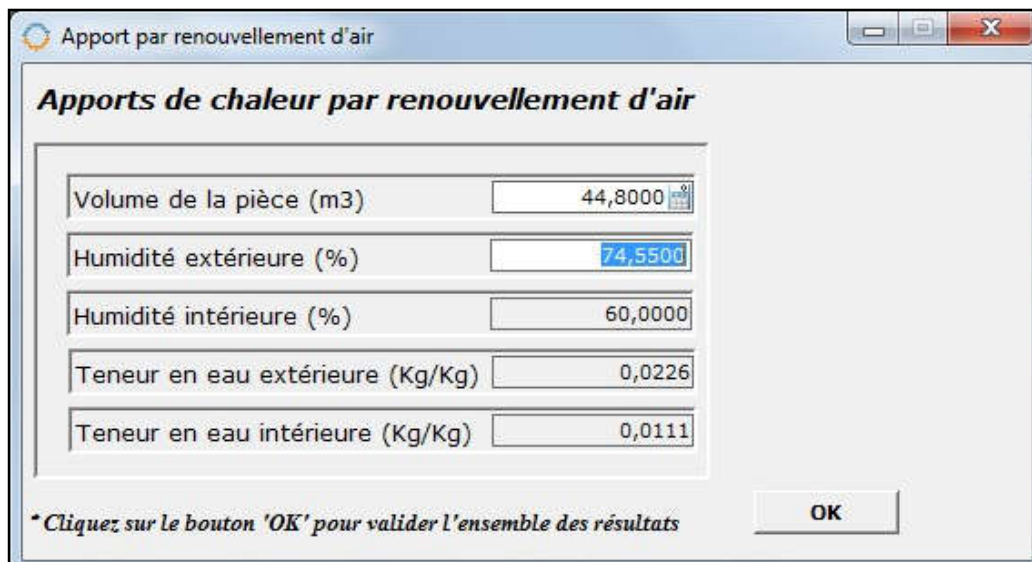 Apport par renouvellement d'air
Apports de chaleur par renouvellement d'air
Volume de la pièce (m3) 44,8000
Humidité extérieure (%) 74,5500
Humidité intérieure (%) 60,0000
Teneur en eau extérieure (Kg/Kg) 0,0226
Teneur en eau intérieure (Kg/Kg) 0,0111
* Cliquez sur le bouton 'OK' pour valider l'ensemble des résultats OK